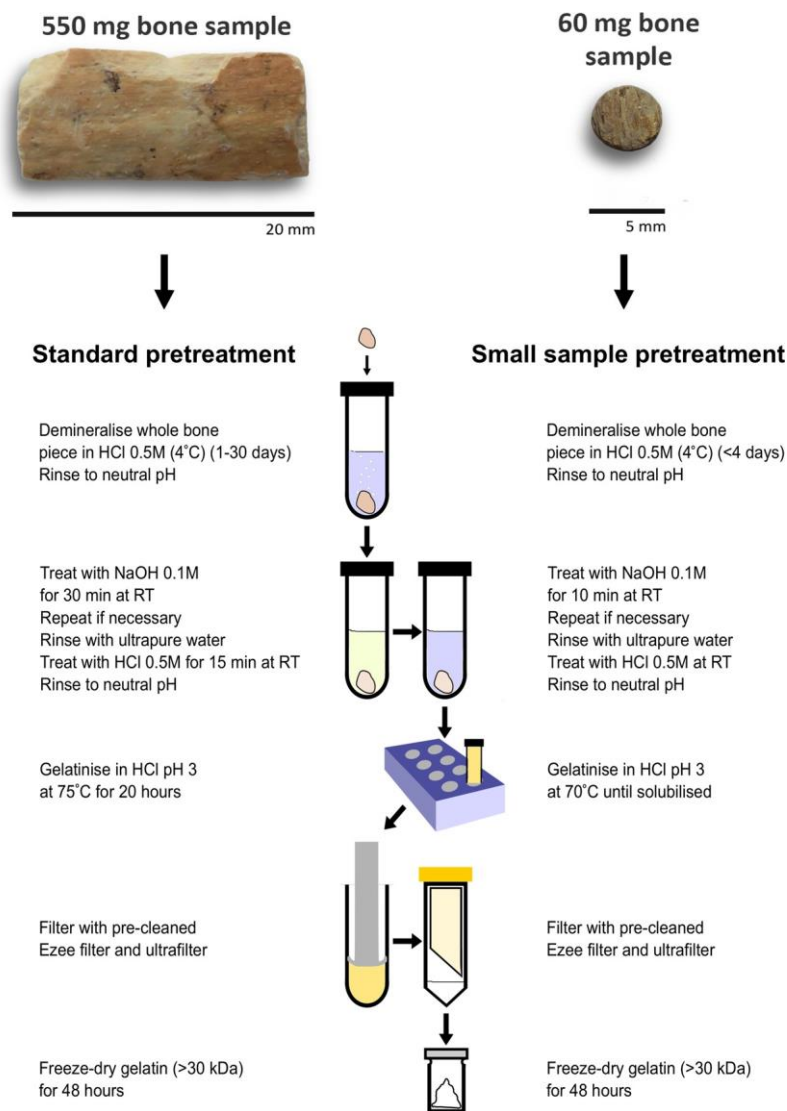 550 mg bone sample
60 mg bone
sample
20 mm
5 mm
Standard pretreatment
Small sample pretreatment
Demineralise whole bone
piece in HCl 0.5M (4˚C) (1-30 days)
Rinse to neutral pH
Demineralise whole bone
piece in HCl 0.5M (4˚C) (<4 days)
Rinse to neutral pH
Treat with NaOH 0.1M
for 30 min at RT
Repeat if necessary
Rinse with ultrapure water
Treat with HCl 0.5M for 15 min at RT
Rinse to neutral pH
Treat with NaOH 0.1M
for 10 min at RT
Repeat if necessary
Rinse with ultrapure water
Treat with HCl 0.5M at RT
Rinse to neutral pH
Gelatinise in HCl pH 3
at 75˚C for 20 hours
Gelatinise in HCl pH 3
at 70˚C until solubilised
Filter with pre-cleaned
Ezee filter and ultrafilter
Filter with pre-cleaned
Ezee filter and ultrafilter
Freeze-dry gelatin (>30 kDa)
for 48 hours
Freeze-dry gelatin (>30 kDa)
for 48 hours